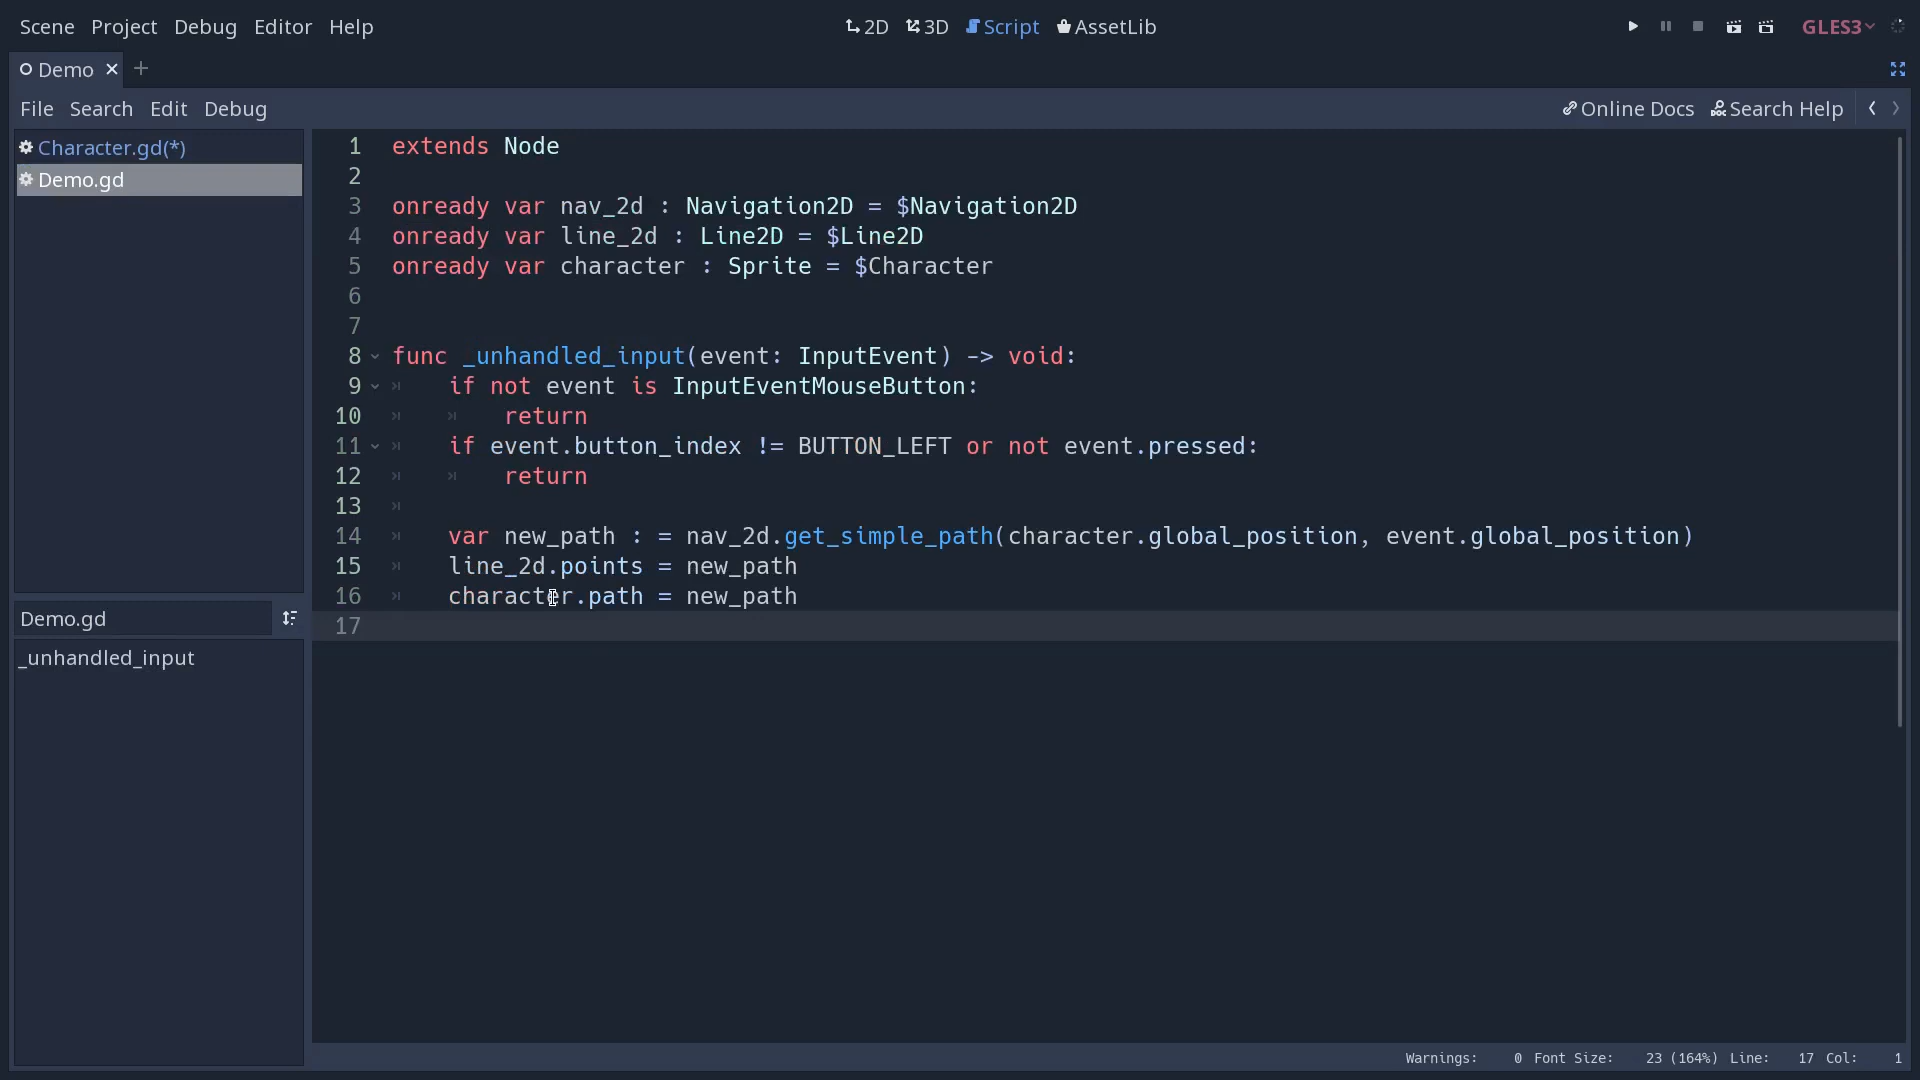 Scene Project Debug Editor Help 2D 3D Script AssetLib GLES3
Demo
File Search Edit Debug Online Docs Search Help
Character.gd(*)
Demo.gd
Demo.gd
_unhandled_input
1 extends Node
2
3 onready var nav_2d : Navigation2D = $Navigation2D
4 onready var line_2d : Line2D = $Line2D
5 onready var character : Sprite = $Character
6
7
8 func _unhandled_input(event: InputEvent) -> void:
9 if not event is InputEventMouseButton:
10 return
11 if event.button_index != BUTTON_LEFT or not event.pressed:
12 return
13
14 var new_path : = nav_2d.get_simple_path(character.global_position, event.global_position)
15 line_2d.points = new_path
16 character.path = new_path
17
Warnings: 0 Font Size: 23 (164%) Line: 17 Col: 1